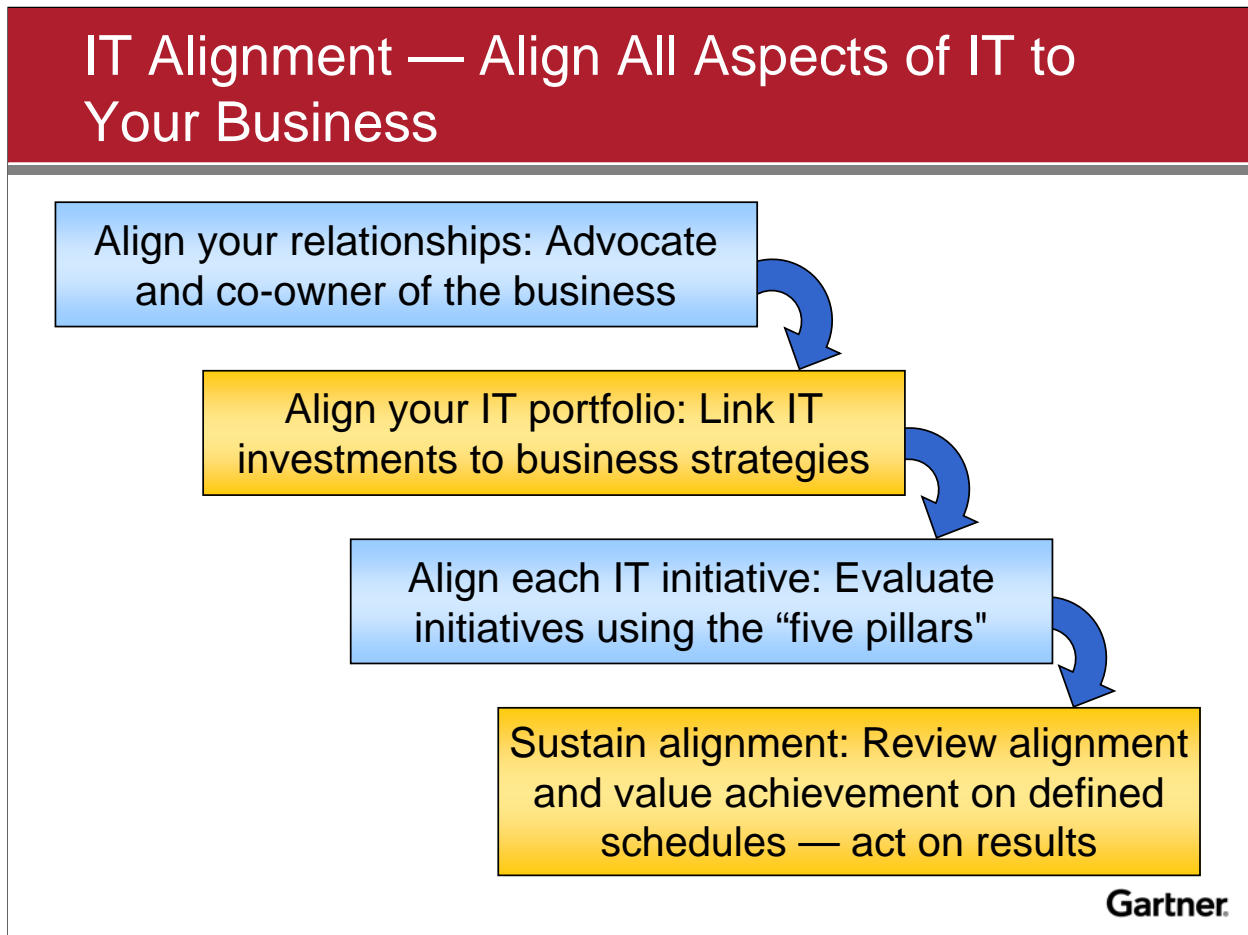 IT Alignment — Align All Aspects of IT to
Your Business
Align your relationships: Advocate
and co-owner of the business
Align your IT portfolio: Link IT
investments to business strategies
Align each IT initiative: Evaluate
initiatives using the “five pillars"
Sustain alignment: Review alignment
and value achievement on defined
schedules — act on results
Gartner.